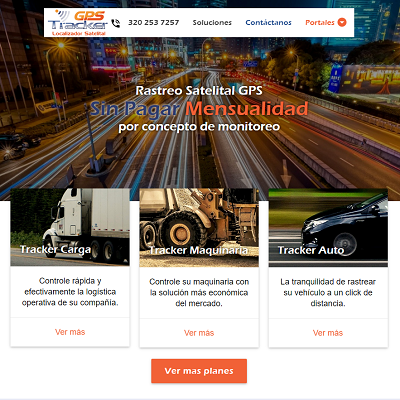 GPS
Tracker
Localizador Satelital
320 253 7257
Soluciones
Contáctanos
Portales
Rastreo Satelital GPS
Sin Pagar Mensualidad
por concepto de monitoreo
Tracker Carga
Controle rápida y
efectivamente la logística
operativa de su compañía.
Ver más
Tracker Maquinaria
Controle su maquinaria con
la solución más económica
del mercado.
Ver más
Tracker Auto
La tranquilidad de rastrear
su vehículo a un click de
distancia.
Ver más
Ver mas planes